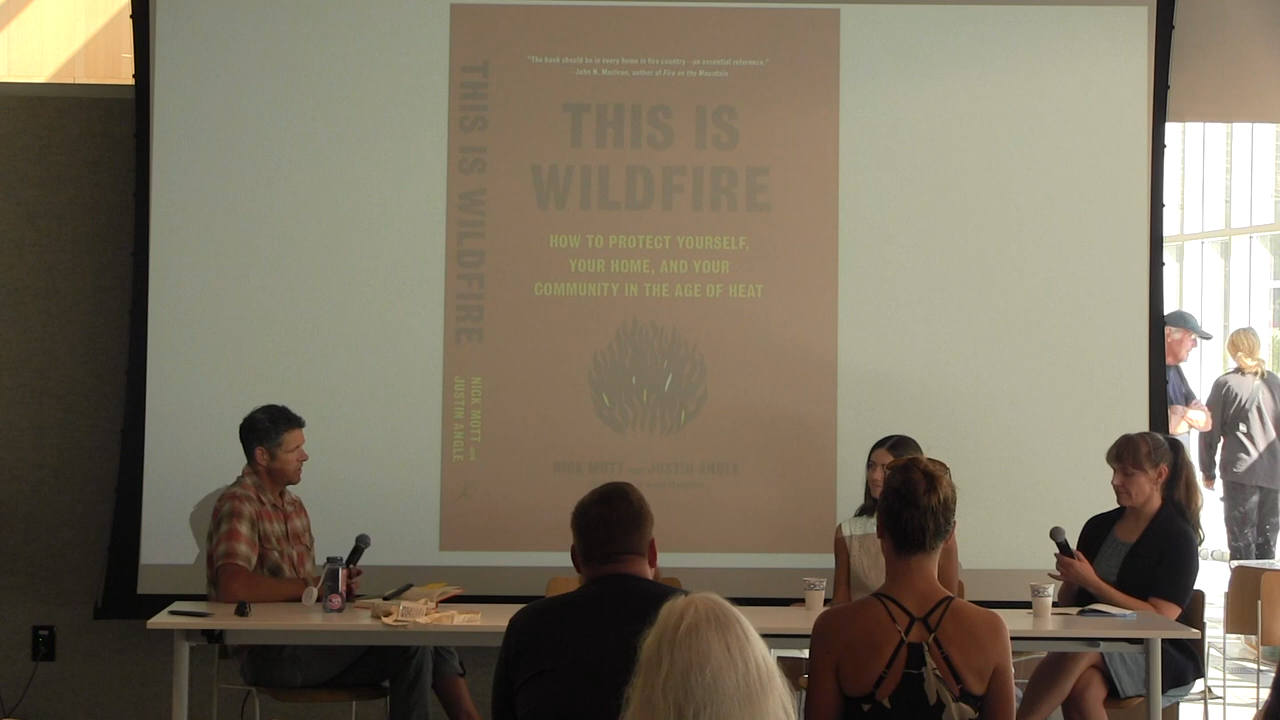 "The book should be in every home in fire country—an essential reference."
—John N. Maclean, author of Fire on the Mountain
THIS IS
WILDFIRE
HOW TO PROTECT YOURSELF,
YOUR HOME, AND YOUR
COMMUNITY IN THE AGE OF HEAT
NICK MOTT AND JUSTIN ANGLE
THIS IS WILDFIRE
NICK MOTT and
JUSTIN ANGLE